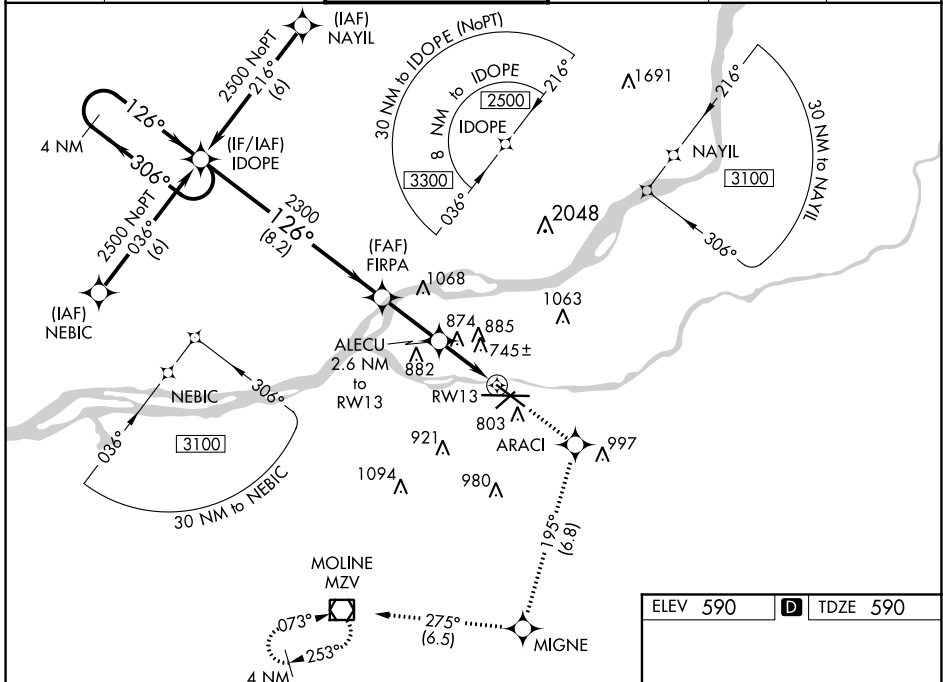 (IAF)
NAYIL
2500 NoPT
216°
(6)
126°
4 NM
306°
(IF/IAF)
IDOPE
2500 NoPT
036°
(6)
(IAF)
NEBIC
2300
126°
(8.2)
(FAF)
FIRPA
30 NM to IDOPE (NoPT)
8 NM to IDOPE
2500
216°
IDOPE
3300
036°
1691
216°
NAYIL
3100
306°
30 NM to NAYIL
2048
1068
1063
874
885
745±
ALECU
2.6 NM
to
RW13
882
RW13
803
ARACI
997
921
1094
980
NEBIC
306°
036°
3100
30 NM to NEBIC
195°
(6.8)
MOLINE
MZV
073°
253°
4 NM
275°
(6.5)
MIGNE
ELEV 590
D
TDZE 590